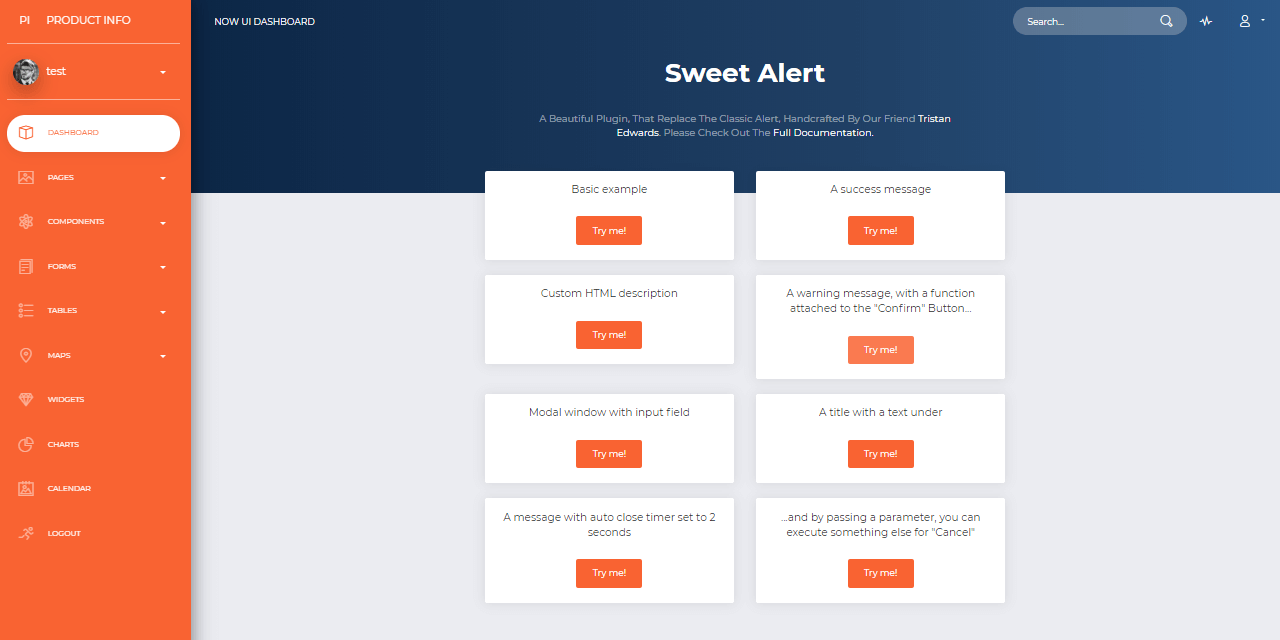 PI PRODUCT INFO
NOW UI DASHBOARD
Search...
test
DASHBOARD
PAGES
COMPONENTS
FORMS
TABLES
MAPS
WIDGETS
CHARTS
CALENDAR
LOGOUT
Sweet Alert
A Beautiful Plugin, That Replace The Classic Alert, Handcrafted By Our Friend Tristan
Edwards. Please Check Out The Full Documentation.
Basic example
Try me!
A success message
Try me!
Custom HTML description
Try me!
A warning message, with a function
attached to the "Confirm" Button...
Try me!
Modal window with input field
Try me!
A title with a text under
Try me!
A message with auto close timer set to 2
seconds
Try me!
...and by passing a parameter, you can
execute something else for "Cancel"
Try me!